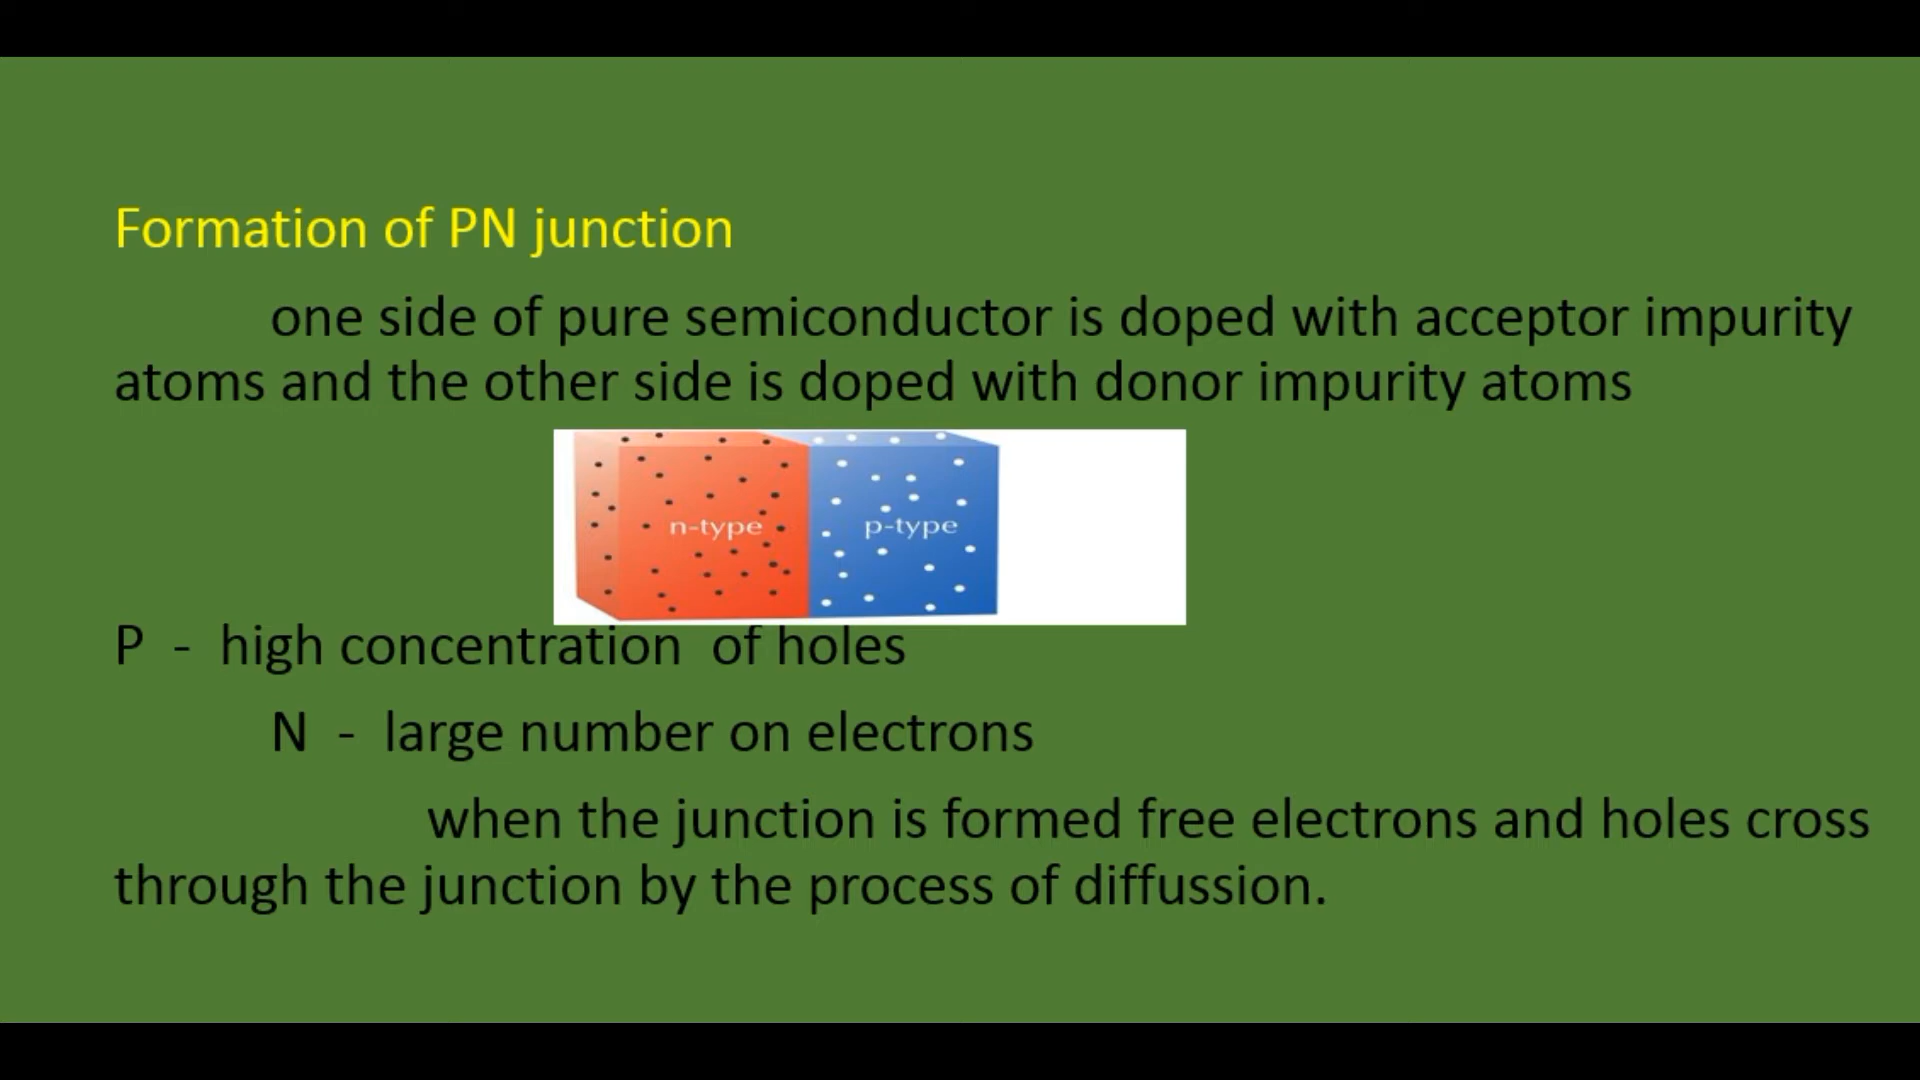 Formation of PN junction
one side of pure semiconductor is doped with acceptor impurity
atoms and the other side is doped with donor impurity atoms
n-type p-type
P - high concentration of holes
N - large number on electrons
when the junction is formed free electrons and holes cross
through the junction by the process of diffussion.